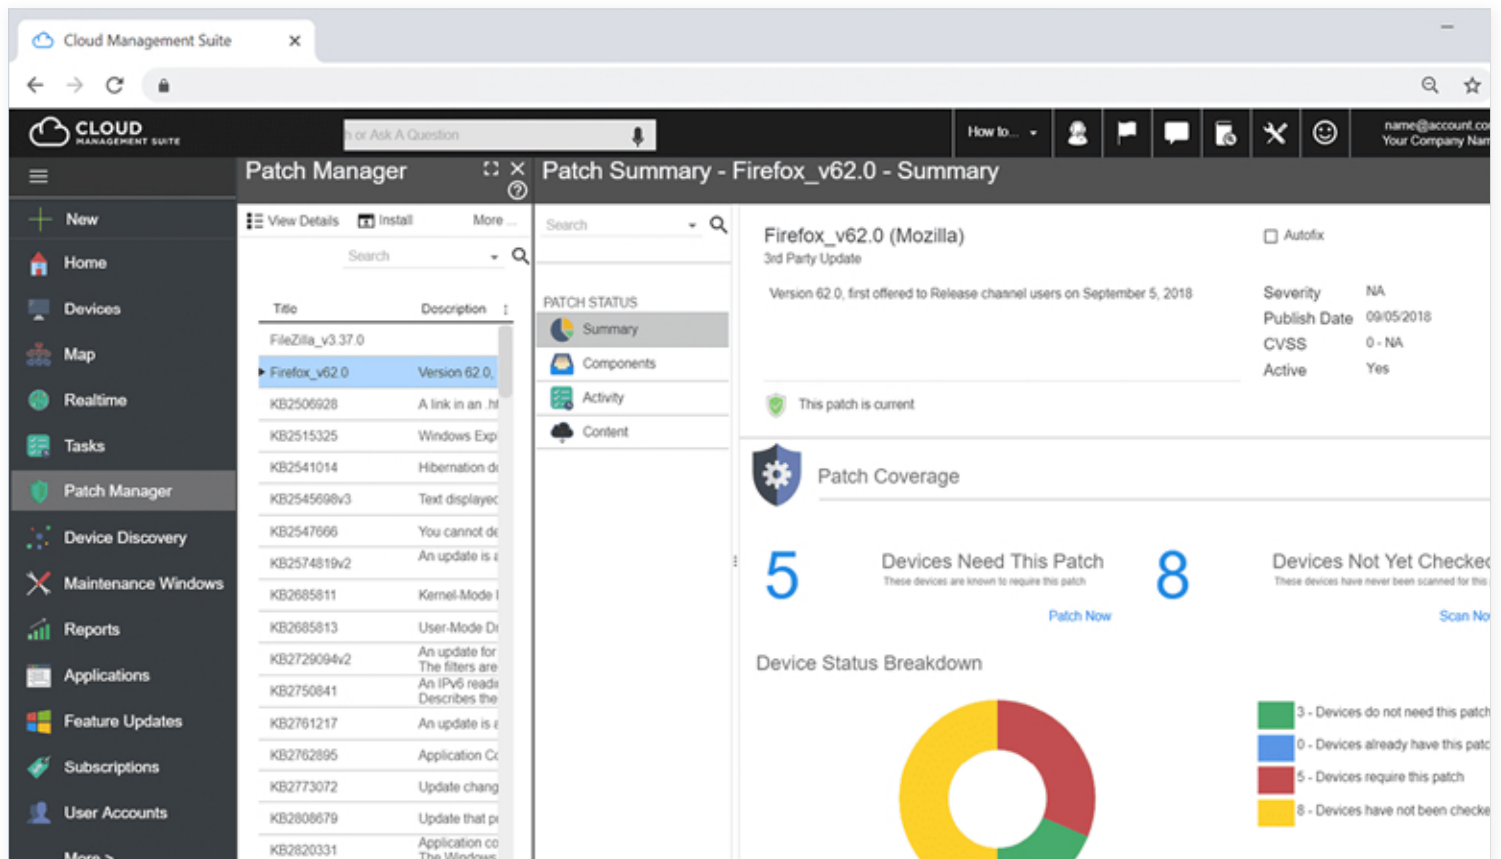 Cloud Management Suite
CLOUD
MANAGEMENT SUITE
h or Ask A Question
How to...
name@account.co
Your Company Nam
New
Home
Devices
Map
Realtime
Tasks
Patch Manager
Device Discovery
Maintenance Windows
Reports
Applications
Feature Updates
Subscriptions
User Accounts
More >
Patch Manager
View Details Install More ...
Search
Title Description
FileZilla_v3.37.0
Firefox_v62.0 Version 62.0,
KB2506928 A link in an .ht
KB2515325 Windows Exp
KB2541014 Hibernation do
KB2545698v3 Text displayed
KB2547666 You cannot de
KB2574819v2 An update is a
KB2685811 Kernel-Mode
KB2685813 User-Mode Dr
KB2729094v2 An update for
The filters are
KB2750841 An IPv6 readi
Describes the
KB2761217 An update is a
KB2762895 Application Co
KB2773072 Update chang
KB2808679 Update that pr
KB2820331 Application co
The Windows
Patch Summary - Firefox_v62.0 - Summary
Search
PATCH STATUS
Summary
Components
Activity
Content
Firefox_v62.0 (Mozilla)
3rd Party Update
Version 62.0, first offered to Release channel users on September 5, 2018
Autofix
Severity NA
Publish Date 09/05/2018
CVSS 0 - NA
Active Yes
This patch is current
Patch Coverage
5 Devices Need This Patch
These devices are known to require this patch
Patch Now
8 Devices Not Yet Checked
These devices have never been scanned for this
Scan No
Device Status Breakdown
3 - Devices do not need this patch
0 - Devices already have this patc
5 - Devices require this patch
8 - Devices have not been checke